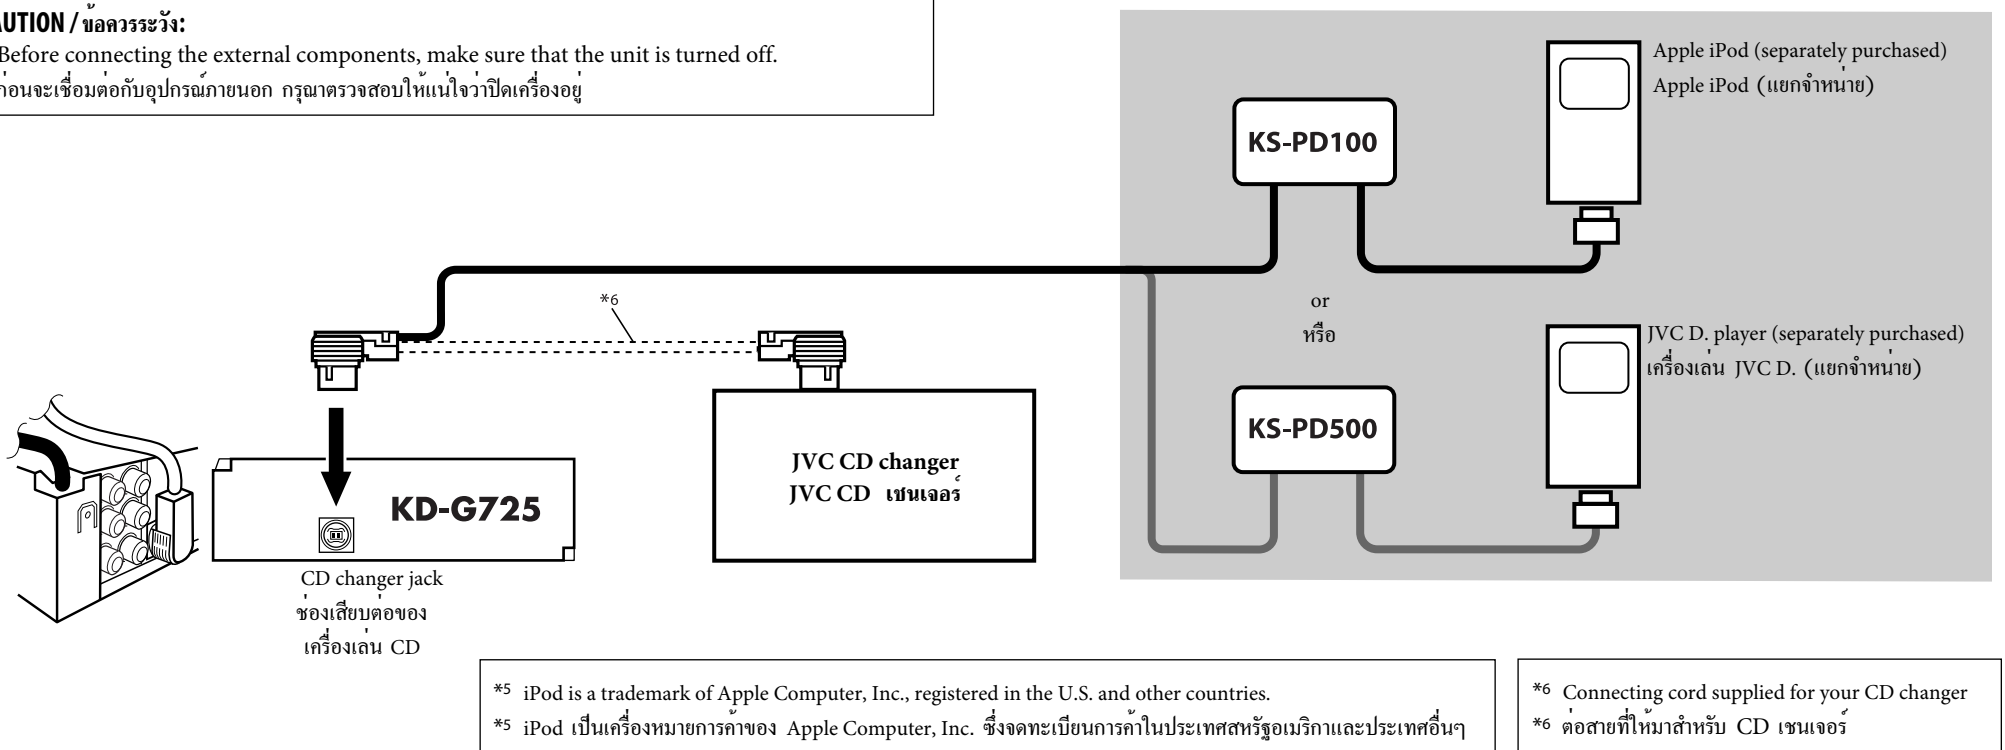 AUTION / ข้อควรระวัง:
Before connecting the external components, make sure that the unit is turned off.
ก่อนจะเชื่อมต่อกับอุปกรณ์ภายนอก กรุณาตรวจสอบให้แน่ใจว่าปิดเครื่องอยู่
Apple iPod (separately purchased)
Apple iPod (แยกจำหน่าย)
KS-PD100
*6
or
หรือ
JVC D. player (separately purchased)
เครื่องเล่น JVC D. (แยกจำหน่าย)
KS-PD500
JVC CD changer
JVC CD เชนเจอร์
KD-G725
CD changer jack
ช่องเสียบต่อของ
เครื่องเล่น CD
*5 iPod is a trademark of Apple Computer, Inc., registered in the U.S. and other countries.
*5 iPod เป็นเครื่องหมายการค้าของ Apple Computer, Inc. ซึ่งจดทะเบียนการค้าในประเทศสหรัฐอเมริกาและประเทศอื่นๆ
*6 Connecting cord supplied for your CD changer
*6 ต่อสายที่ให้มาสำหรับ CD เชนเจอร์